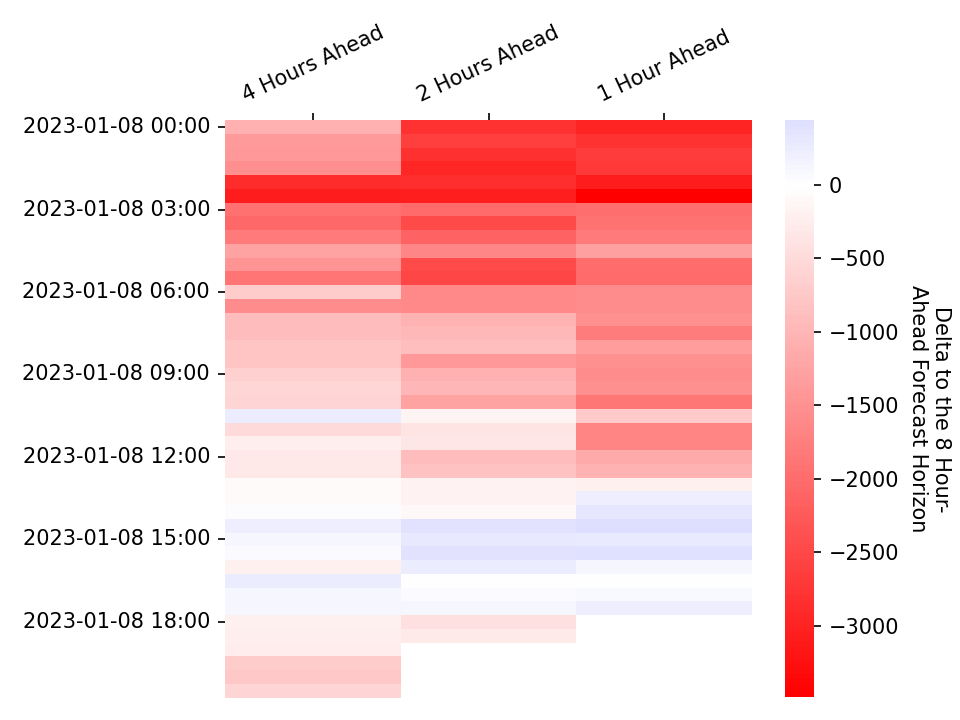 4 Hours Ahead
2 Hours Ahead
1 Hour Ahead
2023-01-08 00:00
2023-01-08 03:00
2023-01-08 06:00
2023-01-08 09:00
2023-01-08 12:00
2023-01-08 15:00
2023-01-08 18:00
0
−500
−1000
−1500
−2000
−2500
−3000
Delta to the 8 Hour-
Ahead Forecast Horizon